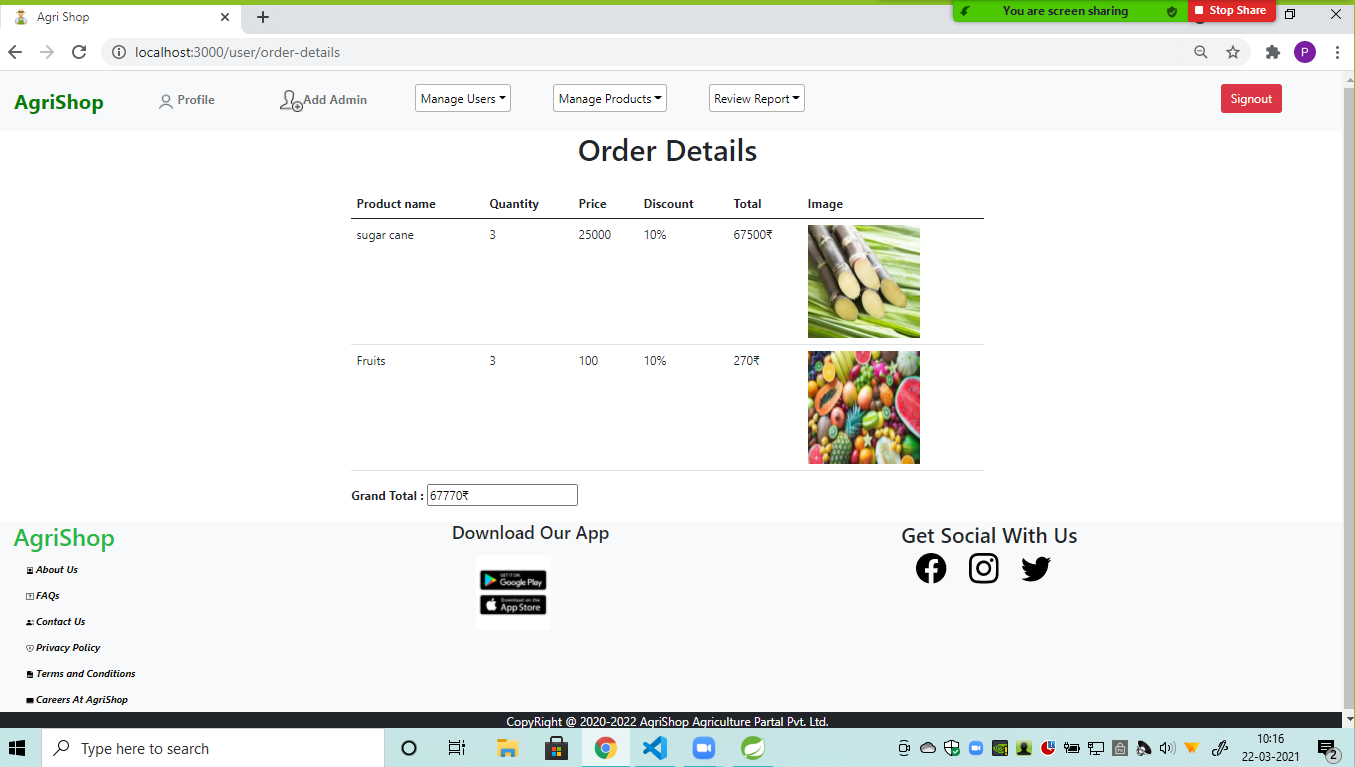 Agri Shop
You are screen sharing
Stop Share
localhost:3000/user/order-details
P
AgriShop
Profile
Add Admin
Manage Users
Manage Products
Review Report
Signout
Order Details
Product name Quantity Price Discount Total Image
sugar cane 3 25000 10% 67500₹
Fruits 3 100 10% 270₹
Grand Total : 67770₹
AgriShop
About Us
FAQs
Contact Us
Privacy Policy
Terms and Conditions
Careers At AgriShop
Download Our App
GET IT ON
Google Play
Download on the
App Store
Get Social With Us
CopyRight @ 2020-2022 AgriShop Agriculture Partal Pvt. Ltd.
Type here to search
10:16
22-03-2021
2